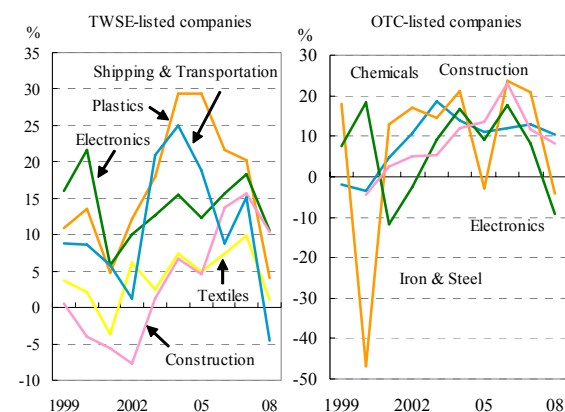 TWSE-listed companies
%
35
30
25
20
15
10
5
0
-5
-10
Shipping & Transportation
Plastics
Electronics
Textiles
Construction
1999 2002 05 08
OTC-listed companies
%
30
20
10
0
-10
-20
-30
-40
-50
Chemicals
Construction
Electronics
Iron & Steel
1999 2002 05 08